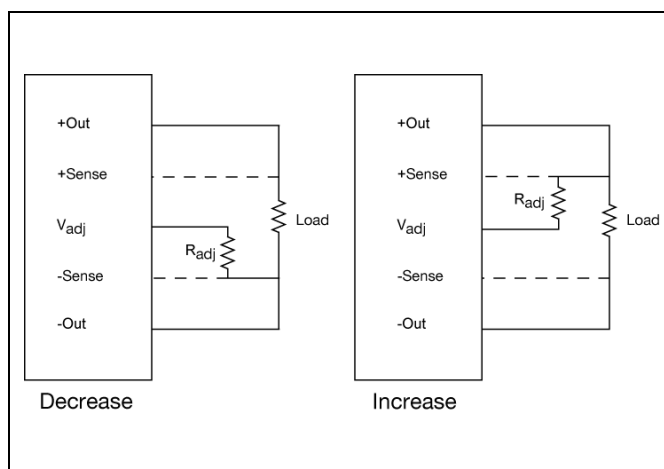 +Out
+Sense
Vadj
-Sense
-Out
Radj
Load
Decrease
+Out
+Sense
Vadj
-Sense
-Out
Radj
Load
Increase